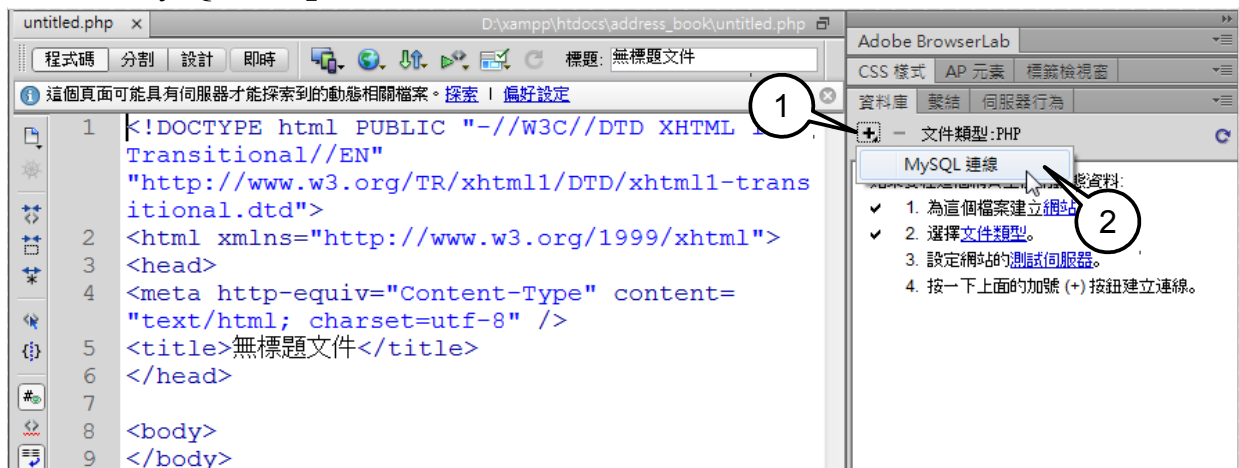 untitled.php × D:\xampp\htdocs\address_book\untitled.php
程式碼 分割 設計 即時 標題: 無標題文件
這個頁面可能具有伺服器才能探索到的動態相關檔案。探索 | 偏好設定
1 <!DOCTYPE html PUBLIC "-//W3C//DTD XHTML
Transitional//EN"
"http://www.w3.org/TR/xhtml1/DTD/xhtml1-trans
itional.dtd">
2 <html xmlns="http://www.w3.org/1999/xhtml">
3 <head>
4 <meta http-equiv="Content-Type" content=
"text/html; charset=utf-8" />
5 <title>無標題文件</title>
6 </head>
7
8 <body>
9 </body>
Adobe BrowserLab
CSS 樣式 AP 元素 標籤檢視窗
資料庫 繫結 伺服器行為
1
+ − 文件類型:PHP
MySQL 連線
態資料:
2
✔ 1. 為這個檔案建立網站
✔ 2. 選擇文件類型。
3. 設定網站的測試伺服器。
4. 按一下上面的加號 (+) 按鈕建立連線。